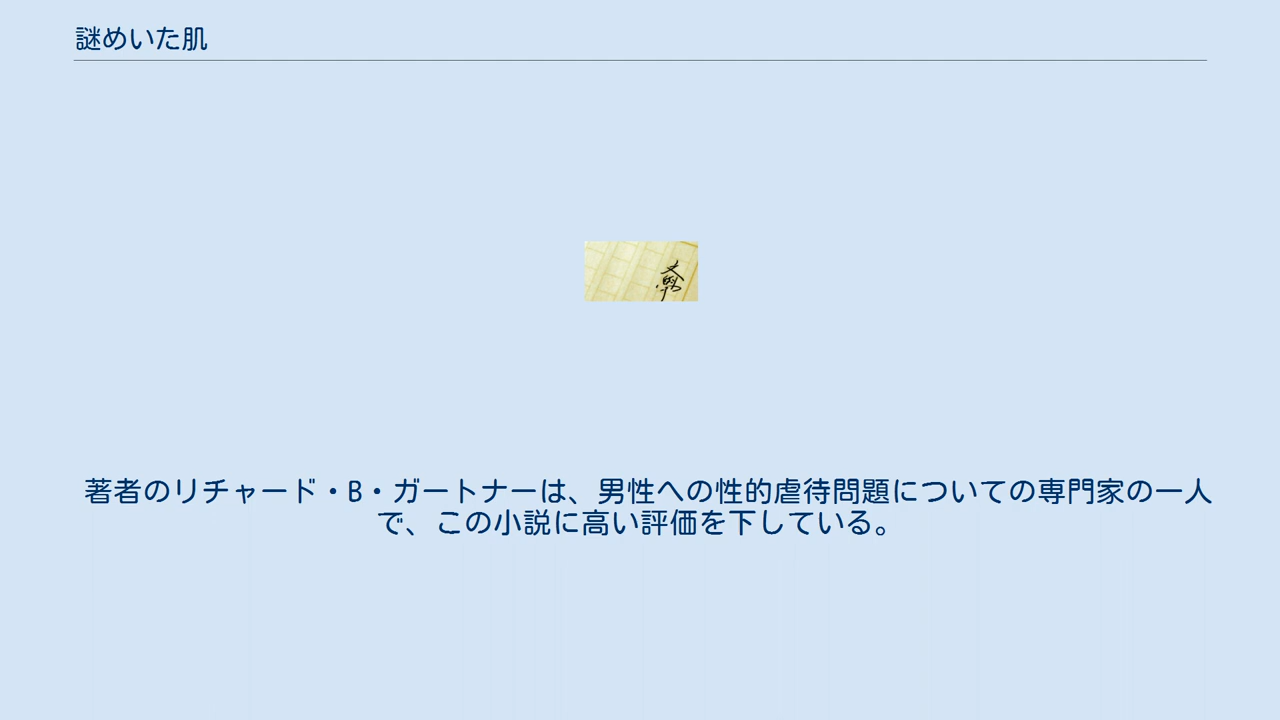 謎めいた肌
著者のリチャード・B・ガートナーは、男性への性的虐待問題についての専門家の一人
で、この小説に高い評価を下している。